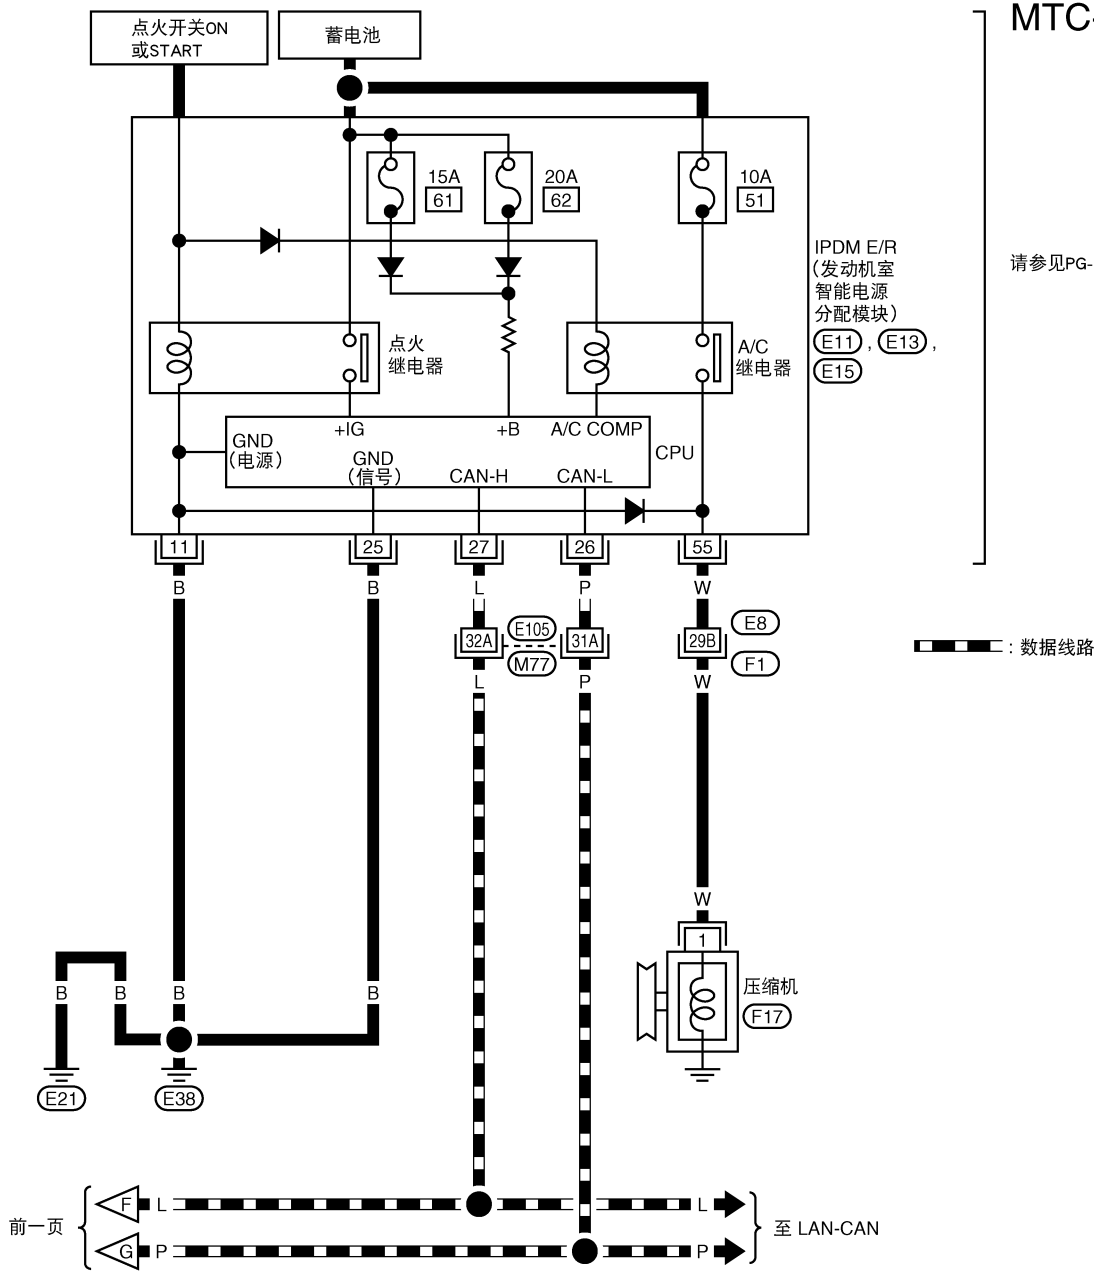 点火开关ON
或START
蓄电池
MTC-
15A
61
20A
62
10A
51
IPDM E/R
(发动机室
智能电源
分配模块)
E11 , E13 ,
E15
请参见PG-
点火
继电器
A/C
继电器
+IG
+B
A/C COMP
GND
(电源)
GND
(信号)
CAN-H
CAN-L
CPU
11
25
27
26
55
B
B
L
P
W
32A
E105
M77
31A
29B
E8
F1
: 数据线路
L
P
W
W
1
压缩机
F17
B
B
B
B
E21
E38
前一页
F
L
L
G
P
P
至 LAN-CAN